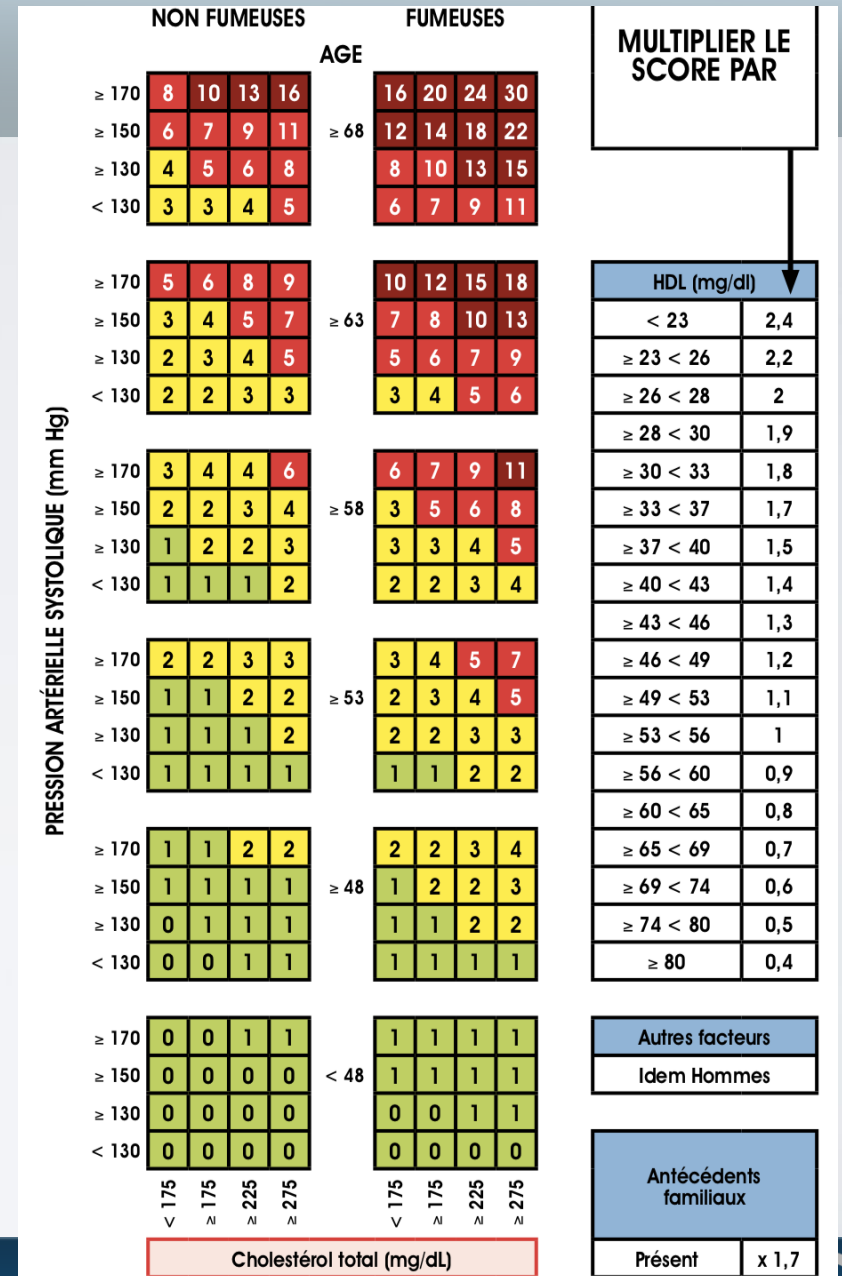 NON FUMEUSES FUMEUSES
AGE
MULTIPLIER LE
SCORE PAR
PRESSION ARTÉRIELLE SYSTOLIQUE (mm Hg)
≥ 170 8 10 13 16 16 20 24 30
≥ 150 6 7 9 11 ≥ 68 12 14 18 22
≥ 130 4 5 6 8 8 10 13 15
< 130 3 3 4 5 6 7 9 11
≥ 170 5 6 8 9 10 12 15 18
≥ 150 3 4 5 7 ≥ 63 7 8 10 13
≥ 130 2 3 4 5 5 6 7 9
< 130 2 2 3 3 3 4 5 6
≥ 170 3 4 4 6 6 7 9 11
≥ 150 2 2 3 4 ≥ 58 3 5 6 8
≥ 130 1 2 2 3 3 3 4 5
< 130 1 1 1 2 2 2 3 4
≥ 170 2 2 3 3 3 4 5 7
≥ 150 1 1 2 2 ≥ 53 2 3 4 5
≥ 130 1 1 1 2 2 2 3 3
< 130 1 1 1 1 1 1 2 2
≥ 170 1 1 2 2 2 2 3 4
≥ 150 1 1 1 1 ≥ 48 1 2 2 3
≥ 130 0 1 1 1 1 1 2 2
< 130 0 0 1 1 1 1 1 1
≥ 170 0 0 1 1 1 1 1 1
≥ 150 0 0 0 0 < 48 1 1 1 1
≥ 130 0 0 0 0 0 0 1 1
< 130 0 0 0 0 0 0 0 0
< 175 ≥ 175 ≥ 225 ≥ 275 < 175 ≥ 175 ≥ 225 ≥ 275
Cholestérol total (mg/dL)
HDL (mg/dl)
< 23 2,4
≥ 23 < 26 2,2
≥ 26 < 28 2
≥ 28 < 30 1,9
≥ 30 < 33 1,8
≥ 33 < 37 1,7
≥ 37 < 40 1,5
≥ 40 < 43 1,4
≥ 43 < 46 1,3
≥ 46 < 49 1,2
≥ 49 < 53 1,1
≥ 53 < 56 1
≥ 56 < 60 0,9
≥ 60 < 65 0,8
≥ 65 < 69 0,7
≥ 69 < 74 0,6
≥ 74 < 80 0,5
≥ 80 0,4
Autres facteurs
Idem Hommes
Antécédents
familiaux
Présent x 1,7